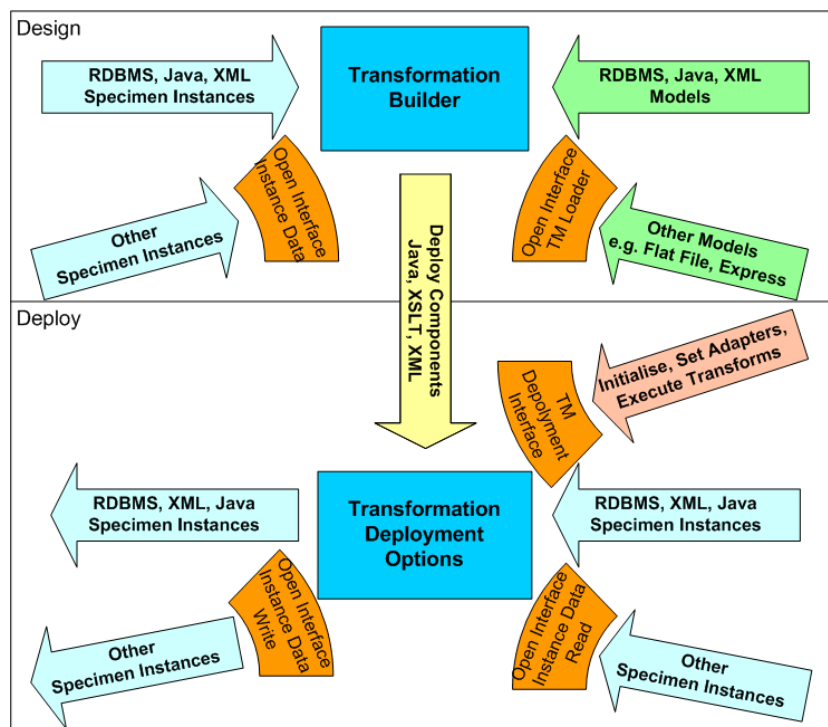 Design
RDBMS, Java, XML
Specimen Instances
Transformation
Builder
RDBMS, Java, XML
Models
Open Interface
Instance Data
Open Interface
TM Loader
Other
Specimen Instances
Other Models
e.g. Flat File, Express
Deploy Components
Java, XSLT, XML
Deploy
Initialise, Set Adapters,
Execute Transforms
TM
Depolyment
Interface
RDBMS, XML, Java
Specimen Instances
Transformation
Deployment
Options
RDBMS, XML, Java
Specimen Instances
Open Interface
Instance Data
Write
Open Interface
Instance Data
Read
Other
Specimen Instances
Other
Specimen Instances